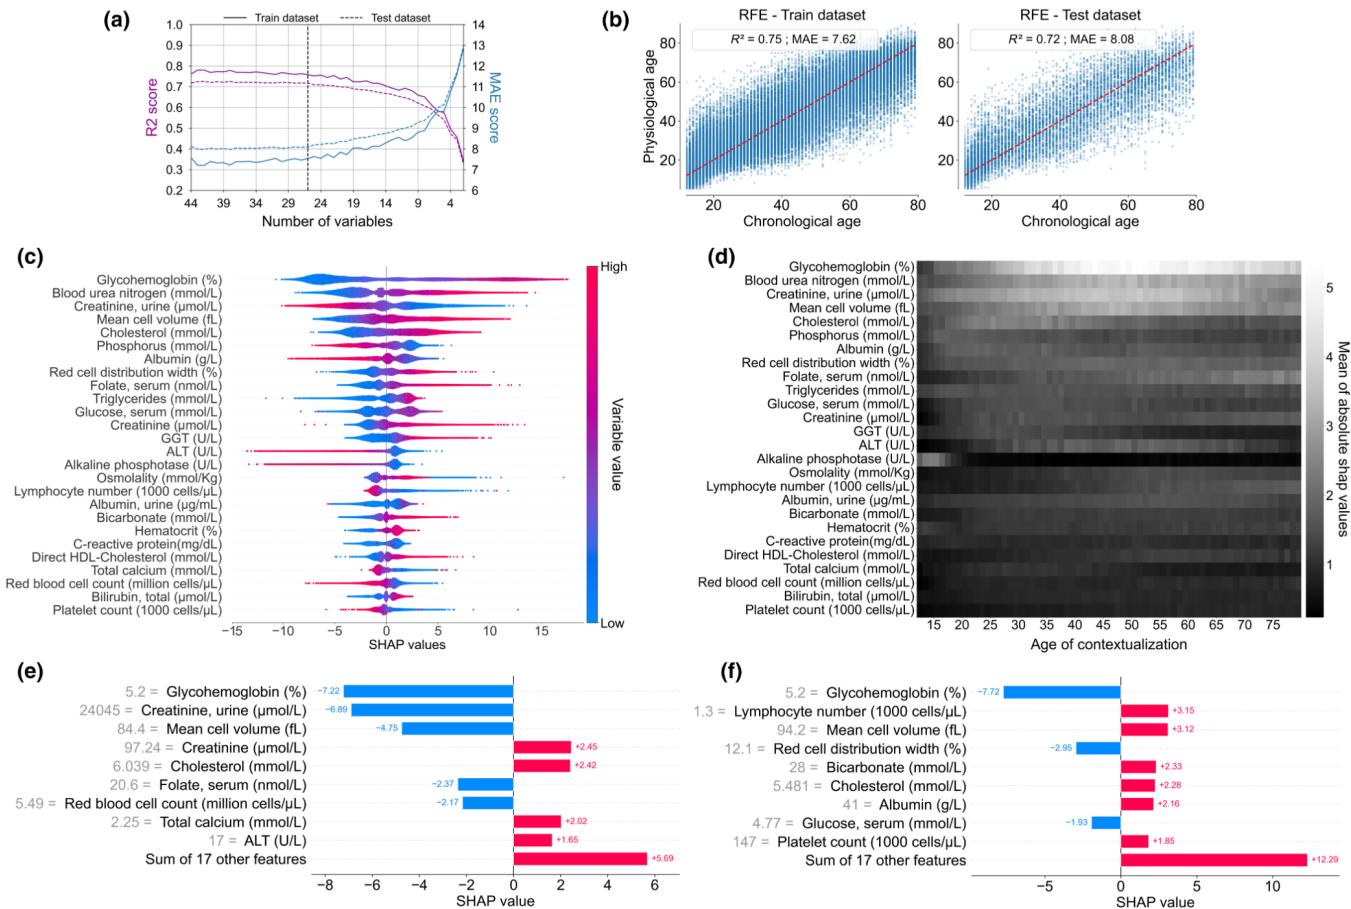 (a)
Train dataset
Test dataset
1.0
0.9
0.8
0.7
0.6
0.5
0.4
0.3
0.2
R2 score
14
13
12
11
10
9
8
7
6
MAE score
44 39 34 29 24 19 14 9 4
Number of variables
(b)
RFE - Train dataset
R² = 0.75 ; MAE = 7.62
80
60
40
20
Physiological age
20 40 60 80
Chronological age
RFE - Test dataset
R² = 0.72 ; MAE = 8.08
80
60
40
20
20 40 60 80
Chronological age
(c)
Glycohemoglobin (%)
Blood urea nitrogen (mmol/L)
Creatinine, urine (µmol/L)
Mean cell volume (fL)
Cholesterol (mmol/L)
Phosphorus (mmol/L)
Albumin (g/L)
Red cell distribution width (%)
Folate, serum (nmol/L)
Triglycerides (mmol/L)
Glucose, serum (mmol/L)
Creatinine (µmol/L)
GGT (U/L)
ALT (U/L)
Alkaline phosphotase (U/L)
Osmolality (mmol/Kg)
Lymphocyte number (1000 cells/µL)
Albumin, urine (µg/mL)
Bicarbonate (mmol/L)
Hematocrit (%)
C-reactive protein(mg/dL)
Direct HDL-Cholesterol (mmol/L)
Total calcium (mmol/L)
Red blood cell count (million cells/µL)
Bilirubin, total (µmol/L)
Platelet count (1000 cells/µL)
−15 −10 −5 0 5 10 15
SHAP values
High
Variable value
Low
(d)
Glycohemoglobin (%)
Blood urea nitrogen (mmol/L)
Creatinine, urine (µmol/L)
Mean cell volume (fL)
Cholesterol (mmol/L)
Phosphorus (mmol/L)
Albumin (g/L)
Red cell distribution width (%)
Folate, serum (nmol/L)
Triglycerides (mmol/L)
Glucose, serum (mmol/L)
Creatinine (µmol/L)
GGT (U/L)
ALT (U/L)
Alkaline phosphotase (U/L)
Osmolality (mmol/Kg)
Lymphocyte number (1000 cells/µL)
Albumin, urine (µg/mL)
Bicarbonate (mmol/L)
Hematocrit (%)
C-reactive protein(mg/dL)
Direct HDL-Cholesterol (mmol/L)
Total calcium (mmol/L)
Red blood cell count (million cells/µL)
Bilirubin, total (µmol/L)
Platelet count (1000 cells/µL)
15 20 25 30 35 40 45 50 55 60 65 70 75
Age of contextualization
5
4
3
2
1
Mean of absolute shap values
(e)
5.2 = Glycohemoglobin (%) −7.22
24045 = Creatinine, urine (µmol/L) −6.89
84.4 = Mean cell volume (fL) −4.75
97.24 = Creatinine (µmol/L) +2.45
6.039 = Cholesterol (mmol/L) +2.42
20.6 = Folate, serum (nmol/L) −2.37
5.49 = Red blood cell count (million cells/µL) −2.17
2.25 = Total calcium (mmol/L) +2.02
17 = ALT (U/L) +1.65
Sum of 17 other features +5.69
−8 −6 −4 −2 0 2 4 6
SHAP value
(f)
5.2 = Glycohemoglobin (%) −7.72
1.3 = Lymphocyte number (1000 cells/µL) +3.15
94.2 = Mean cell volume (fL) +3.12
12.1 = Red cell distribution width (%) −2.95
28 = Bicarbonate (mmol/L) +2.33
5.481 = Cholesterol (mmol/L) +2.28
41 = Albumin (g/L) +2.16
4.77 = Glucose, serum (mmol/L) −1.93
147 = Platelet count (1000 cells/µL) +1.85
Sum of 17 other features +12.29
−5 0 5 10
SHAP value